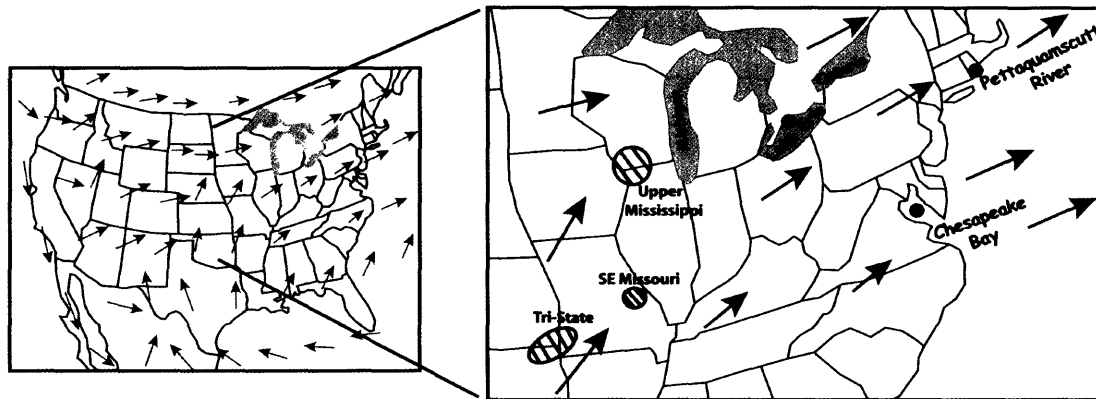 Pettaquamscutt
River
Upper
Mississippi
Chesapeake
Bay
SE Missouri
Tri-State